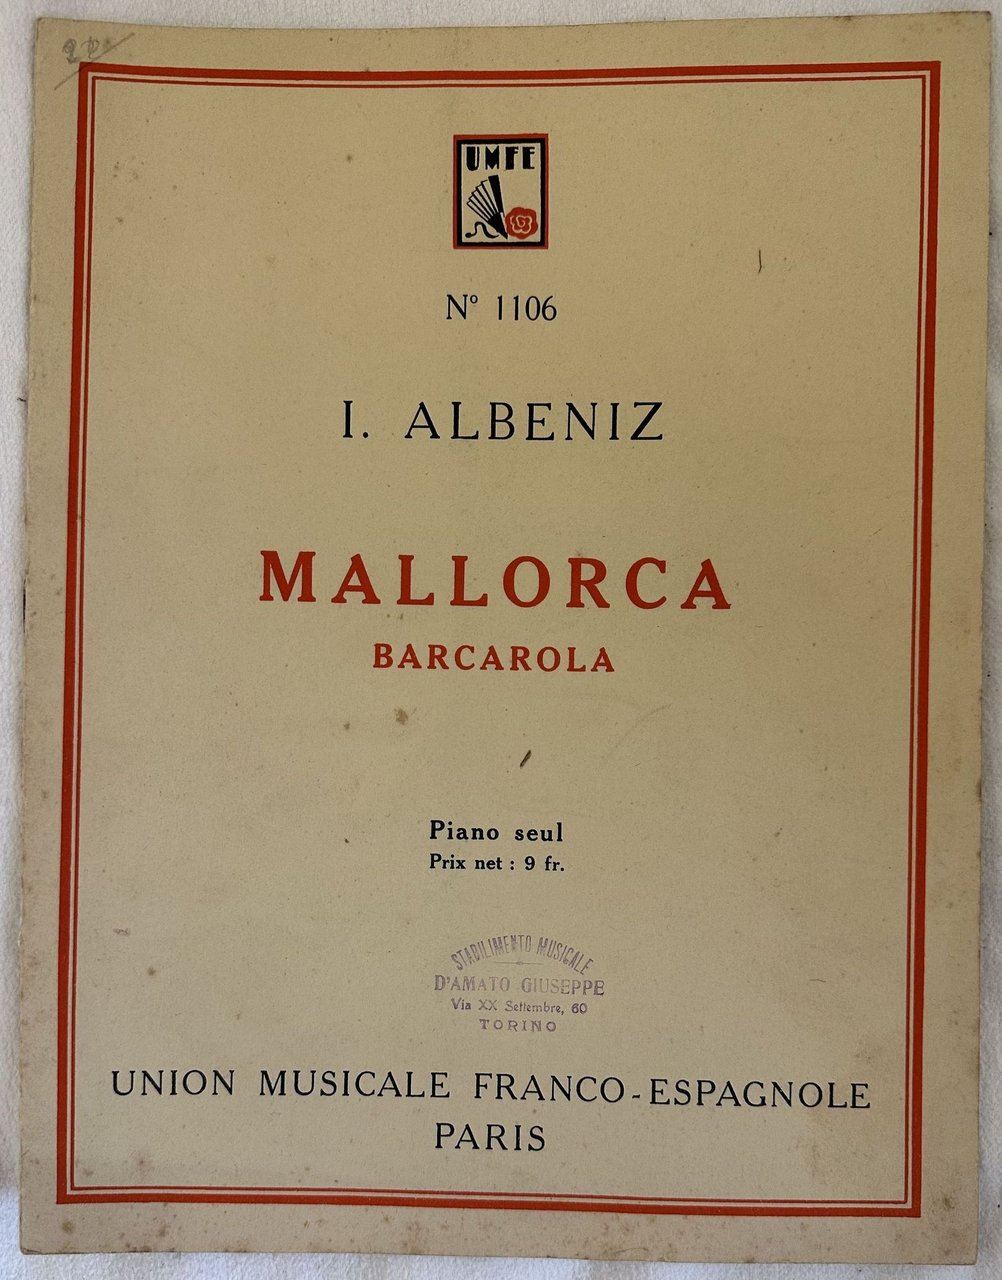 UMFE
Nº 1106
I. ALBENIZ
MALLORCA
BARCAROLA
Piano seul
Prix net : 9 fr.
STABILIMENTO MUSICALE
D'AMATO GIUSEPPE
Via XX Settembre, 60
TORINO
UNION MUSICALE FRANCO-ESPAGNOLE
PARIS